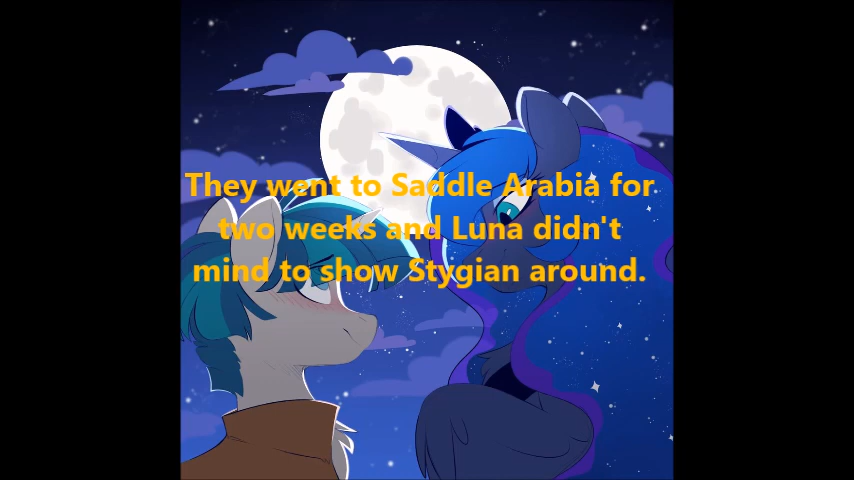 They went to Saddle Arabia for
two weeks and Luna didn't
mind to show Stygian around.